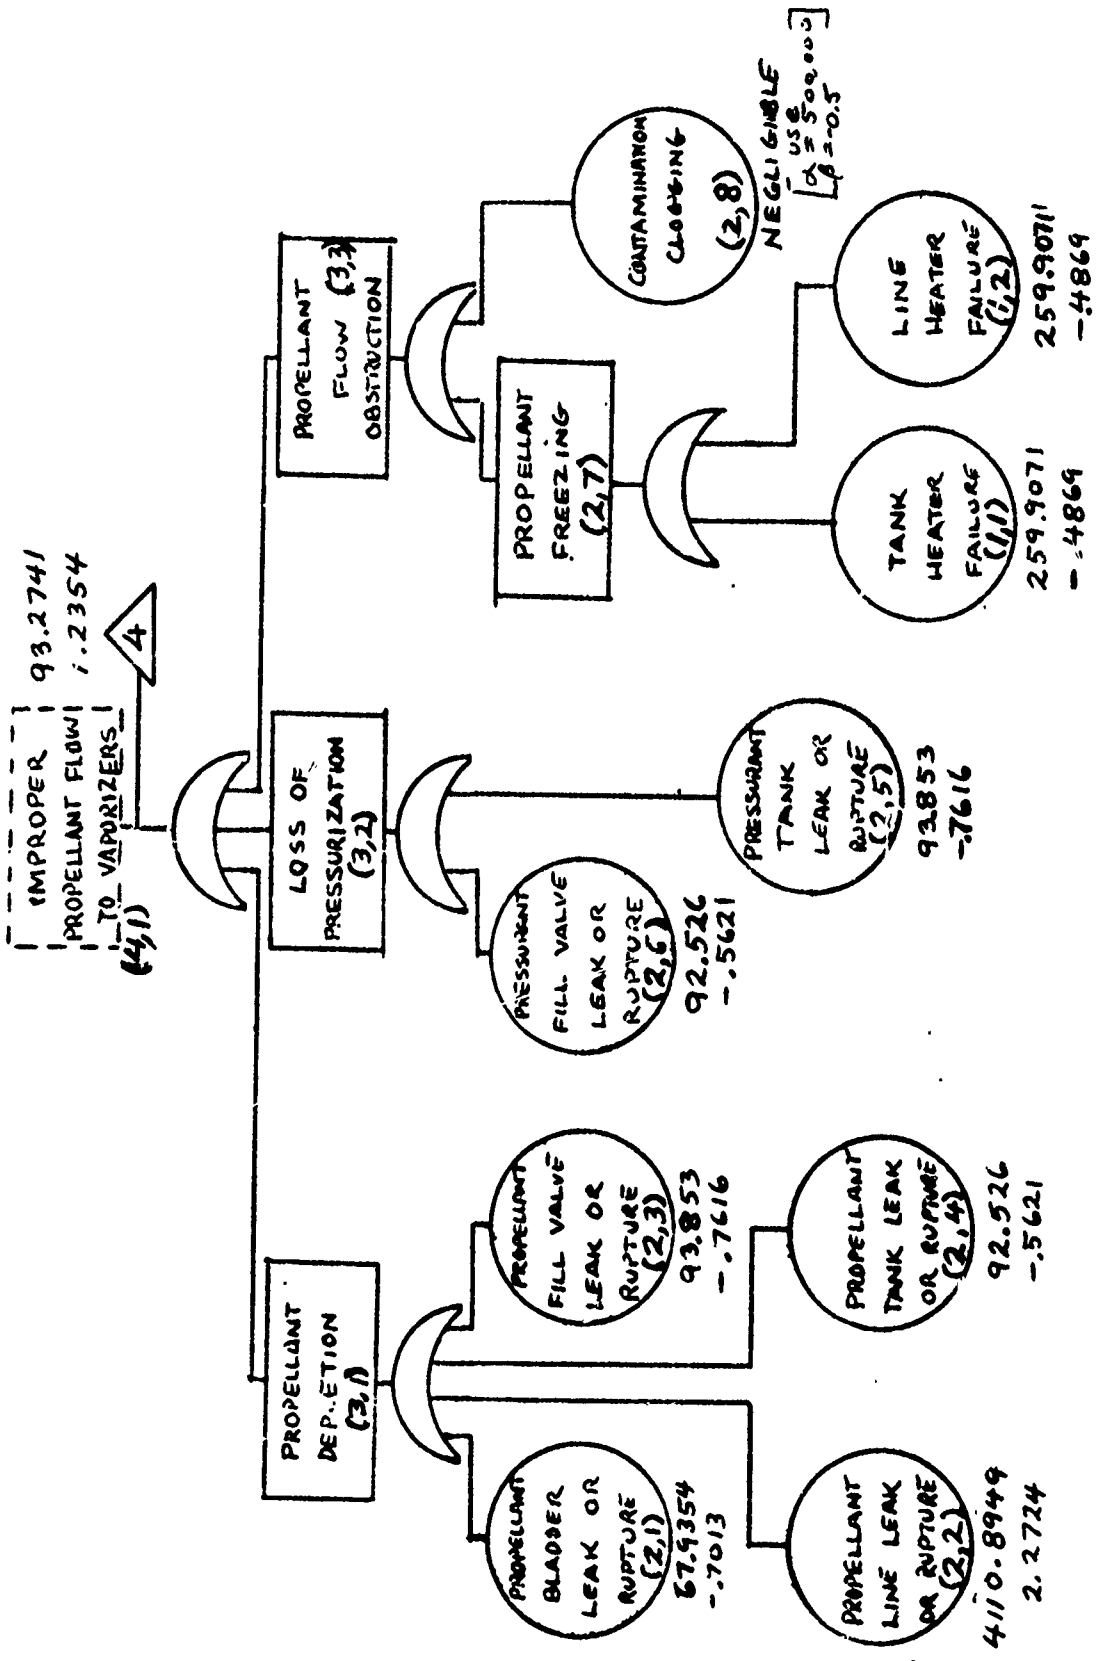 IMPROPER
PROPELLANT FLOW
TO VAPORIZERS
(4,1)
93.2741
1.2354
4
PROPELLANT
DEPLETION
(3,1)
LOSS OF
PRESSURIZATION
(3,2)
PROPELLANT
FLOW (3,3)
OBSTRUCTION
PROPELLANT
BLADDER
LEAK OR
RUPTURE
(2,1)
67.9354
-.7013
PROPELLANT
LINE LEAK
OR RUPTURE
(2,2)
4110.8949
2.2724
PROPELLANT
FILL VALVE
LEAK OR
RUPTURE
(2,3)
93.853
-.7616
PROPELLANT
TANK LEAK
OR RUPTURE
(2,4)
92.526
-.5621
PRESSURENT
FILL VALVE
LEAK OR
RUPTURE
(2,6)
92.526
-.5621
PRESSURANT
TANK
LEAK OR
RUPTURE
(2,5)
93.853
-.7616
PROPELLANT
FREEZING
(2,7)
CONTAMINATION
CLOGGING
(2,8)
NEGLIGIBLE
[USE
α = 500,000
β = -0.5]
TANK
HEATER
FAILURE
(1,1)
259.9071
-.4869
LINE
HEATER
FAILURE
(1,2)
259.9071
-.4869